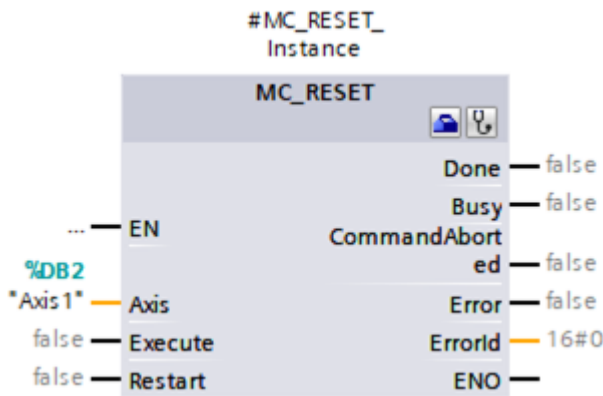 #MC_RESET_
Instance
MC_RESET
Done false
Busy false
... EN
CommandAbort
ed false
%DB2
"Axis1" Axis
Error false
false Execute
ErrorId 16#0
false Restart
ENO